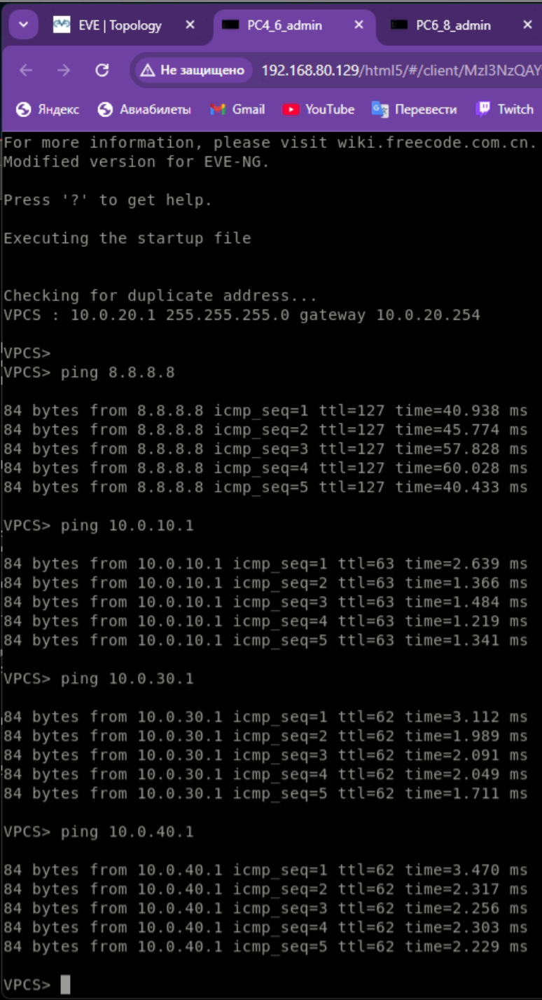 EVE | Topology
PC4_6_admin
PC6_8_admin
Не защищено 192.168.80.129/html5/#/client/MzI3NzQAY
Яндекс Авиабилеты Gmail YouTube Перевести Twitch
For more information, please visit wiki.freecode.com.cn.
Modified version for EVE-NG.
Press '?' to get help.
Executing the startup file
Checking for duplicate address...
VPCS : 10.0.20.1 255.255.255.0 gateway 10.0.20.254
VPCS>
VPCS> ping 8.8.8.8
84 bytes from 8.8.8.8 icmp_seq=1 ttl=127 time=40.938 ms
84 bytes from 8.8.8.8 icmp_seq=2 ttl=127 time=45.774 ms
84 bytes from 8.8.8.8 icmp_seq=3 ttl=127 time=57.828 ms
84 bytes from 8.8.8.8 icmp_seq=4 ttl=127 time=60.028 ms
84 bytes from 8.8.8.8 icmp_seq=5 ttl=127 time=40.433 ms
VPCS> ping 10.0.10.1
84 bytes from 10.0.10.1 icmp_seq=1 ttl=63 time=2.639 ms
84 bytes from 10.0.10.1 icmp_seq=2 ttl=63 time=1.366 ms
84 bytes from 10.0.10.1 icmp_seq=3 ttl=63 time=1.484 ms
84 bytes from 10.0.10.1 icmp_seq=4 ttl=63 time=1.219 ms
84 bytes from 10.0.10.1 icmp_seq=5 ttl=63 time=1.341 ms
VPCS> ping 10.0.30.1
84 bytes from 10.0.30.1 icmp_seq=1 ttl=62 time=3.112 ms
84 bytes from 10.0.30.1 icmp_seq=2 ttl=62 time=1.989 ms
84 bytes from 10.0.30.1 icmp_seq=3 ttl=62 time=2.091 ms
84 bytes from 10.0.30.1 icmp_seq=4 ttl=62 time=2.049 ms
84 bytes from 10.0.30.1 icmp_seq=5 ttl=62 time=1.711 ms
VPCS> ping 10.0.40.1
84 bytes from 10.0.40.1 icmp_seq=1 ttl=62 time=3.470 ms
84 bytes from 10.0.40.1 icmp_seq=2 ttl=62 time=2.317 ms
84 bytes from 10.0.40.1 icmp_seq=3 ttl=62 time=2.256 ms
84 bytes from 10.0.40.1 icmp_seq=4 ttl=62 time=2.303 ms
84 bytes from 10.0.40.1 icmp_seq=5 ttl=62 time=2.229 ms
VPCS>